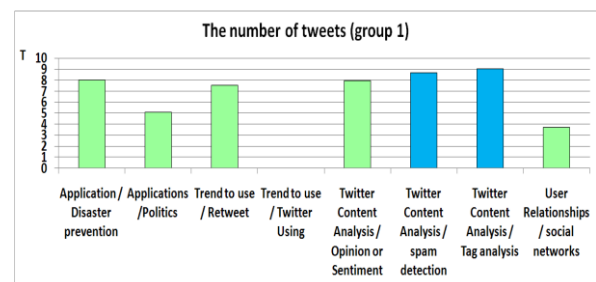 The number of tweets (group 1)
T
10
9
8
7
6
5
4
3
2
1
0
Application /
Disaster
prevention
Applications
/Politics
Trend to use
/ Retweet
Trend to use
/ Twitter
Using
Twitter
Content
Analysis /
Opinion or
Sentiment
Twitter
Content
Analysis /
spam
detection
Twitter
Content
Analysis /
Tag analysis
User
Relationships
/ social
networks